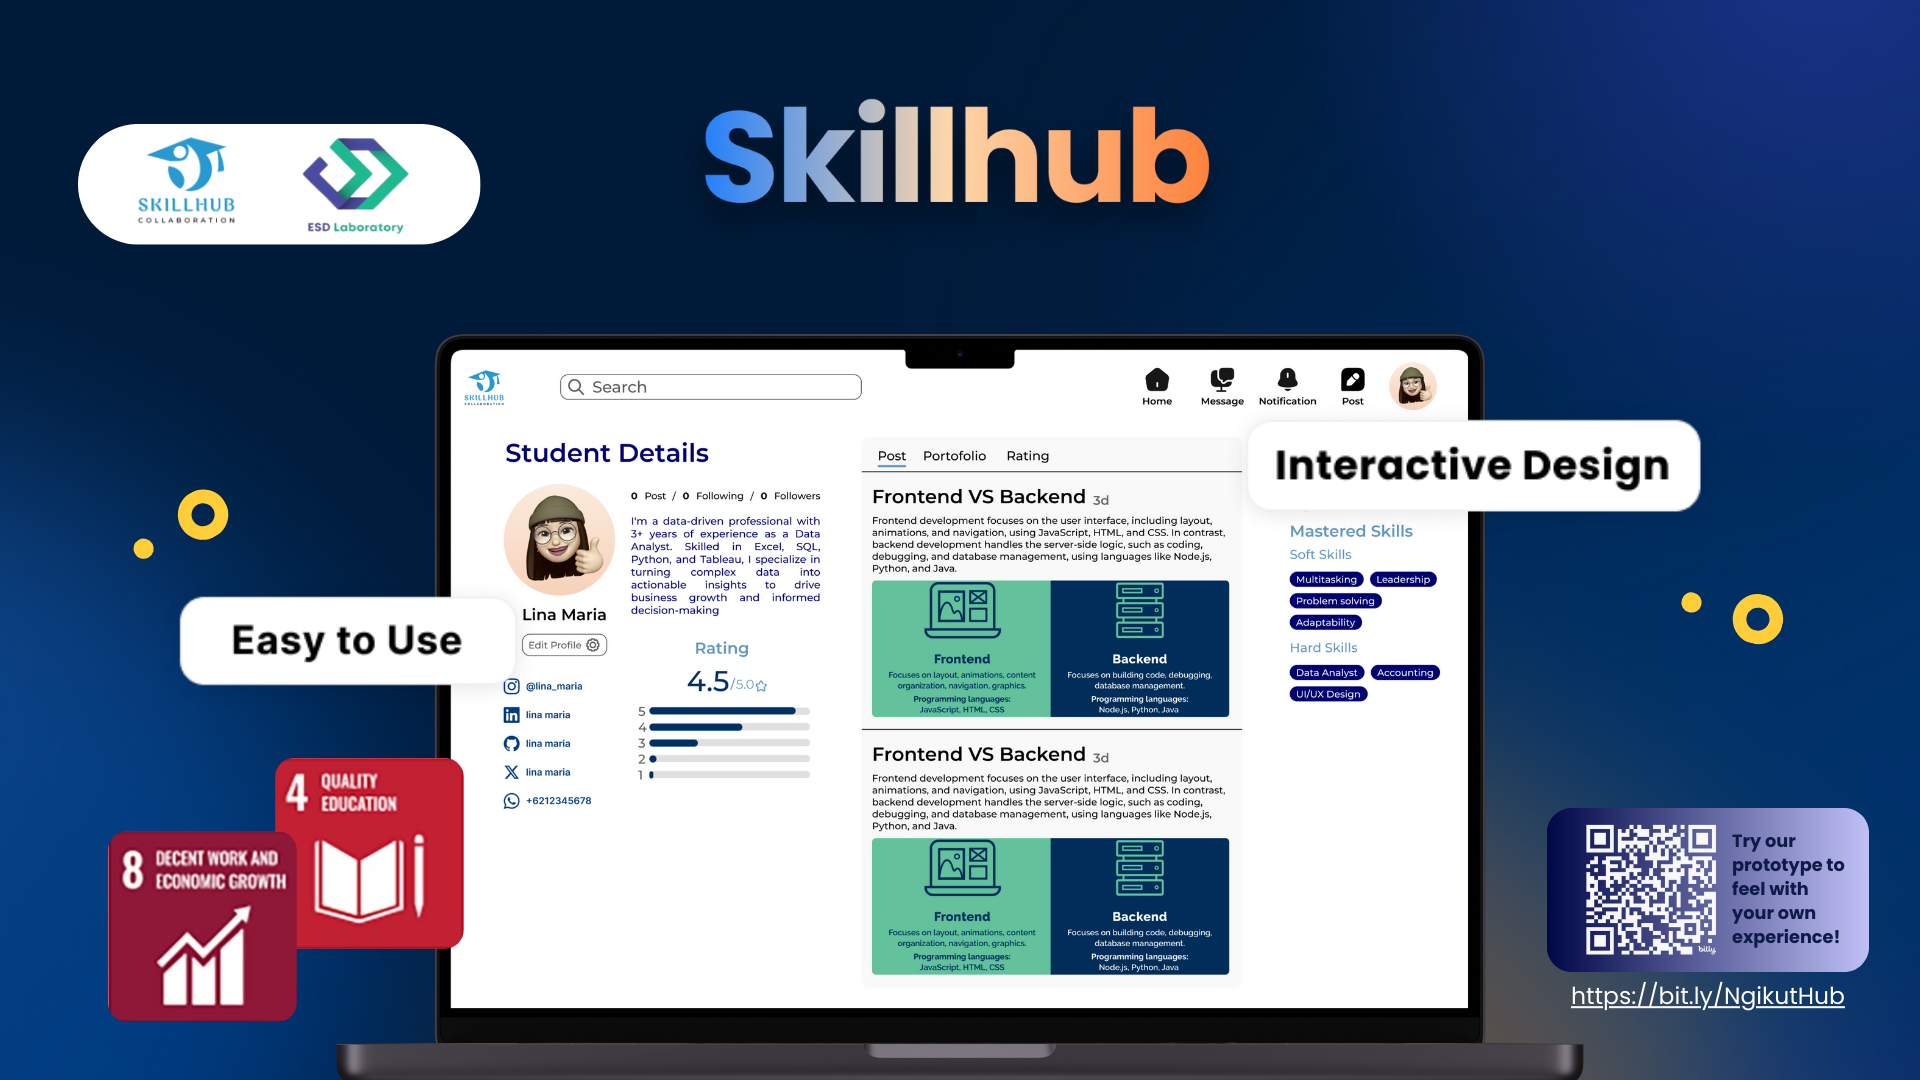 SKILLHUB
COLLABORATION
ESD Laboratory
Skillhub
SKILLHUB
COLLABORATION
Search
Home
Message
Notification
Post
Interactive Design
Student Details
0 Post / 0 Following / 0 Followers
I'm a data-driven professional with
3+ years of experience as a Data
Analyst. Skilled in Excel, SQL,
Python, and Tableau, I specialize in
turning complex data into
actionable insights to drive
business growth and informed
decision-making
Lina Maria
Edit Profile
Easy to Use
@lina_maria
lina maria
lina maria
lina maria
+6212345678
Rating
4.5/5.0
5
4
3
2
1
Post Portofolio Rating
Frontend VS Backend 3d
Frontend development focuses on the user interface, including layout,
animations, and navigation, using JavaScript, HTML, and CSS. In contrast,
backend development handles the server-side logic, such as coding,
debugging, and database management, using languages like Node.js,
Python, and Java.
Frontend
Focuses on layout, animations, content
organization, navigation, graphics.
Programming languages:
JavaScript, HTML, CSS
Backend
Focuses on building code, debugging,
database management.
Programming languages:
Node.js, Python, Java
Frontend VS Backend 3d
Frontend development focuses on the user interface, including layout,
animations, and navigation, using JavaScript, HTML, and CSS. In contrast,
backend development handles the server-side logic, such as coding,
debugging, and database management, using languages like Node.js,
Python, and Java.
Frontend
Focuses on layout, animations, content
organization, navigation, graphics.
Programming languages:
JavaScript, HTML, CSS
Backend
Focuses on building code, debugging,
database management.
Programming languages:
Node.js, Python, Java
Mastered Skills
Soft Skills
Multitasking Leadership
Problem solving
Adaptability
Hard Skills
Data Analyst Accounting
UI/UX Design
4 QUALITY
EDUCATION
8 DECENT WORK AND
ECONOMIC GROWTH
bitly
Try our
prototype to
feel with
your own
experience!
https://bit.ly/NgikutHub